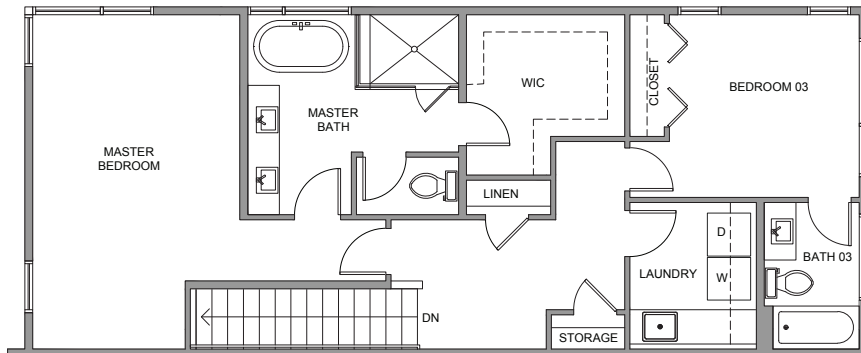 MASTER
BEDROOM
MASTER
BATH
WIC
CLOSET
BEDROOM 03
LINEN
DN
STORAGE
LAUNDRY
D
W
BATH 03